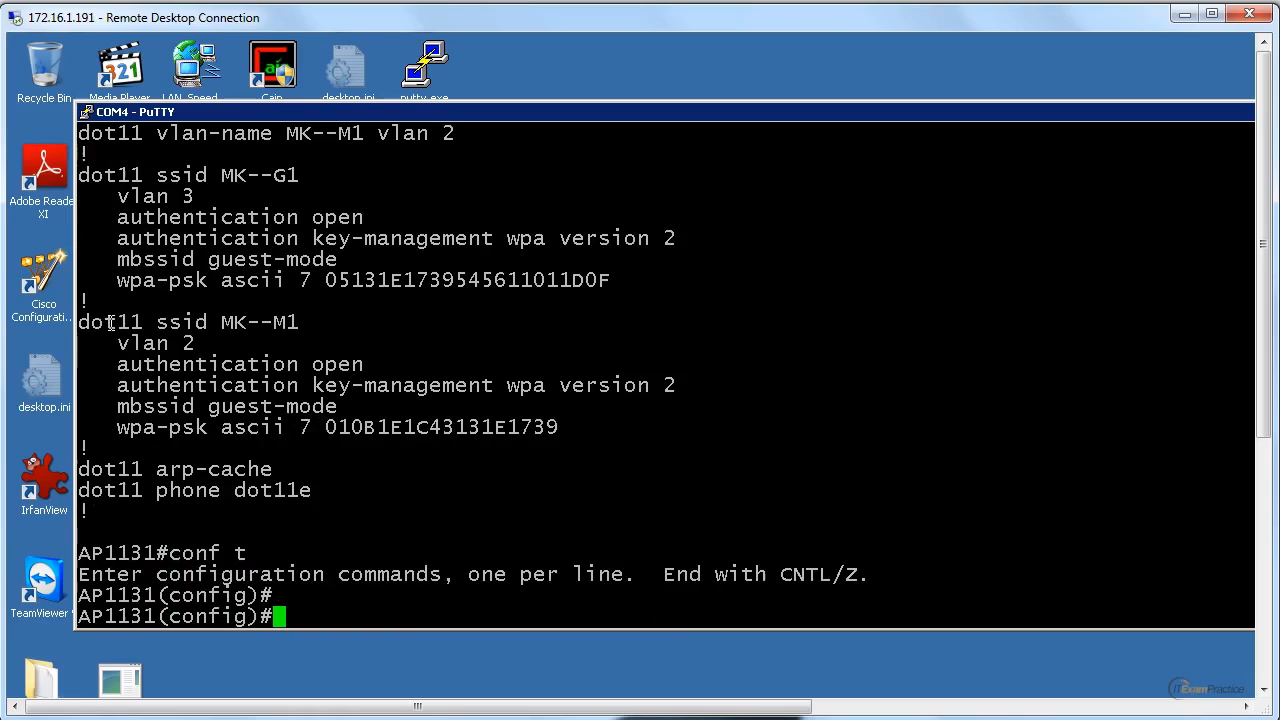 172.16.1.191 - Remote Desktop Connection
Recycle Bin
Media Player
LAN_Speed
Cain
desktop.ini
putty.exe
COM4 - PuTTY
dot11 vlan-name MK--M1 vlan 2
!
dot11 ssid MK--G1
vlan 3
authentication open
authentication key-management wpa version 2
mbssid guest-mode
wpa-psk ascii 7 05131E1739545611011D0F
!
dot11 ssid MK--M1
vlan 2
authentication open
authentication key-management wpa version 2
mbssid guest-mode
wpa-psk ascii 7 010B1E1C43131E1739
!
dot11 arp-cache
dot11 phone dot11e
!
AP1131#conf t
Enter configuration commands, one per line.  End with CNTL/Z.
AP1131(config)#
AP1131(config)#
Adobe Reade
XI
Cisco
Configurati..
desktop.ini
IrfanView
TeamViewer
ITExamPractice